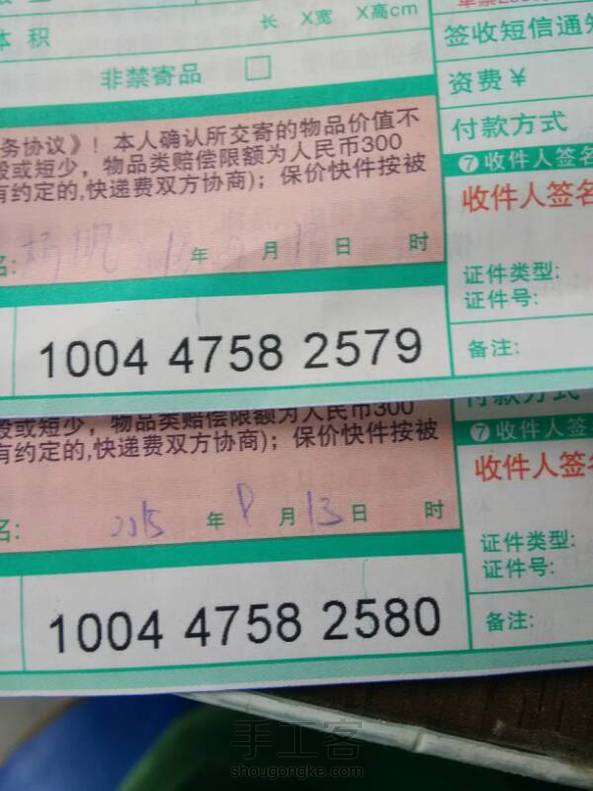 长 X宽 X高cm
体积
签收短信通知
非禁寄品 □
资费￥
务协议》！本人确认所交寄的物品价值不
付款方式
毁或短少，物品类赔偿限额为人民币300
⑦收件人签名
有约定的,快递费双方协商)；保价快件按被
收件人签名
名: 杨帆 年 月 日 时
证件类型:
证件号:
1004 4758 2579
备注:
付款方式
毁或短少，物品类赔偿限额为人民币300
⑦收件人签
有约定的,快递费双方协商)；保价快件按被
收件人签名
名: 2015 年 8 月 13 日 时
证件类型:
证件号:
1004 4758 2580
备注:
手工客
shougongke.com